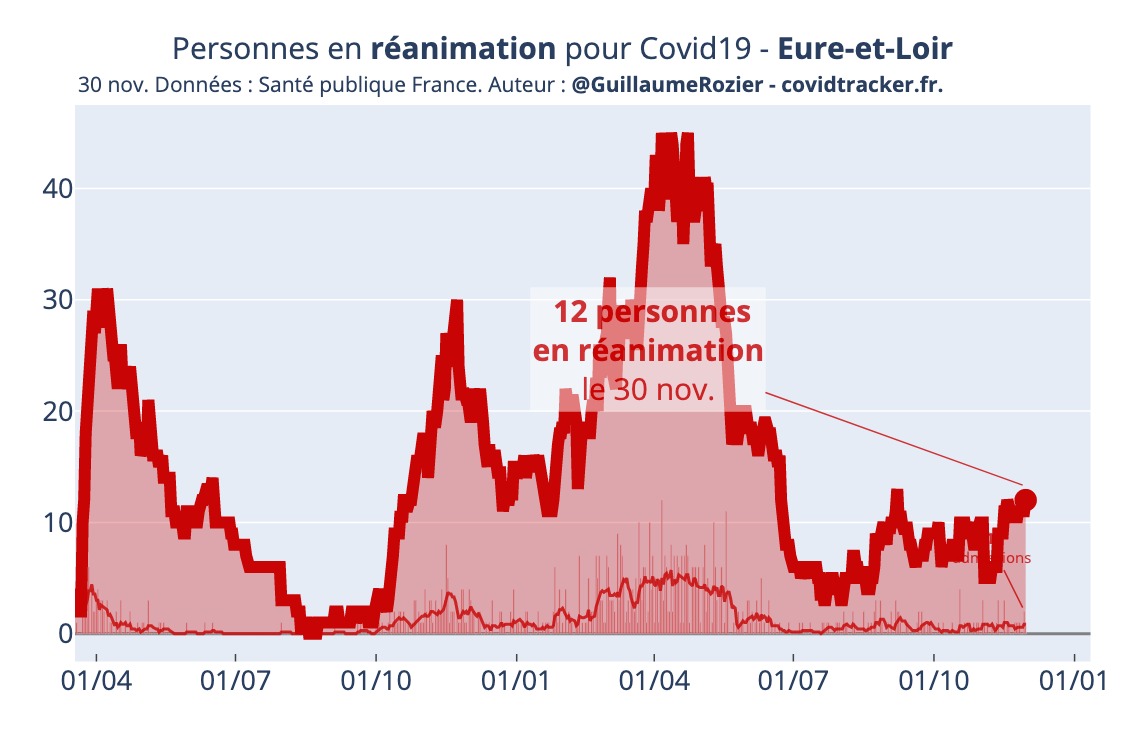 Personnes en réanimation pour Covid19 - Eure-et-Loir
30 nov. Données : Santé publique France. Auteur : @GuillaumeRozier - covidtracker.fr.
40
30
20
10
0
12 personnes
en réanimation
le 30 nov.
admissions
01/04
01/07
01/10
01/01
01/04
01/07
01/10
01/01